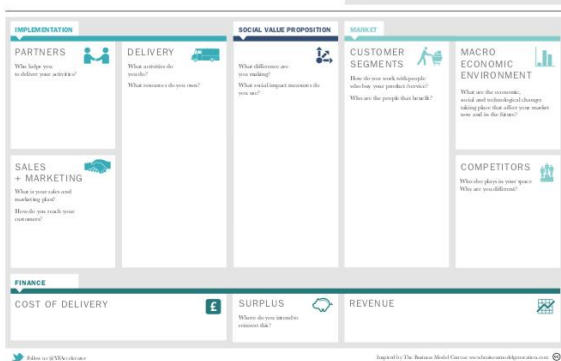 IMPLEMENTATION
PARTNERS
Who helps you
to deliver your activities?
DELIVERY
What activities do
you do?
What resources do you own?
SALES
+ MARKETING
What is your sales and
marketing plan?
How do you reach your
customers?
SOCIAL VALUE PROPOSITION
What difference are
you making?
What social impact measures do
you use?
MARKET
CUSTOMER
SEGMENTS
How do you work with people
who buy your product /service?
Who are the people that benefit?
MACRO
ECONOMIC
ENVIRONMENT
What are the economic,
social and technological changes
taking place that affect your market
now and in the future?
COMPETITORS
Who else plays in your space
Why are you different?
FINANCE
COST OF DELIVERY
£
SURPLUS
Where do you intend to
reinvest this?
REVENUE
Follow us: @YFAccelerator
Inspired by The Business Model Canvas: www.businessmodelgeneration.com